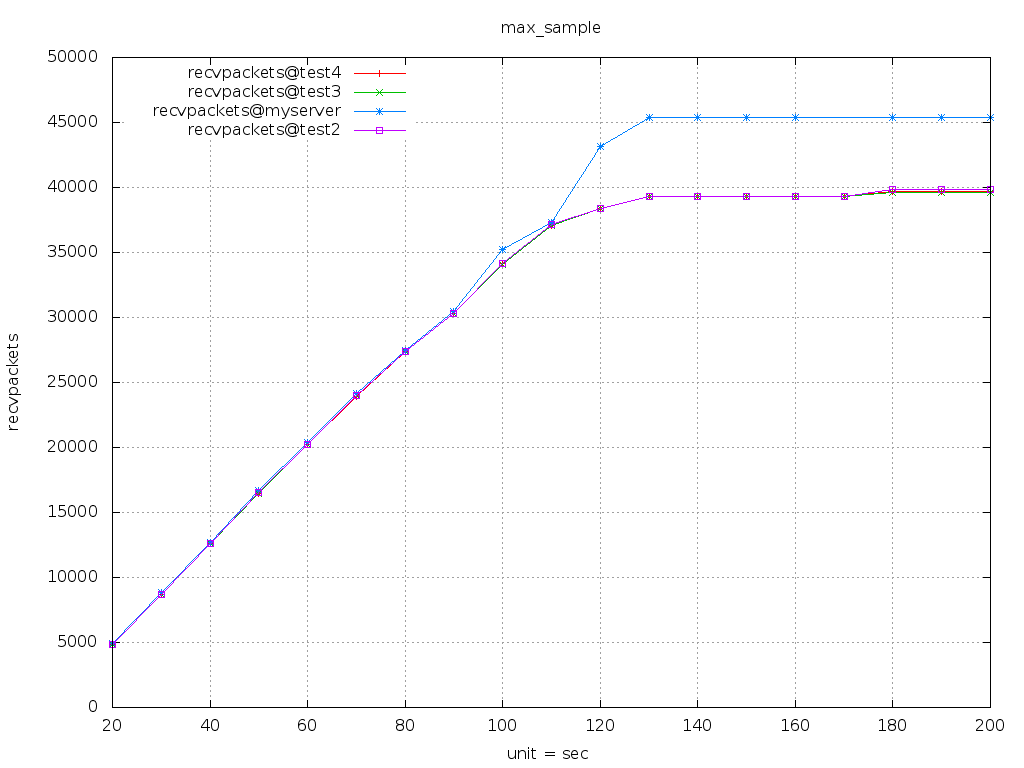 max_sample
50000
45000
40000
35000
30000
25000
20000
15000
10000
5000
0
recvpackets@test4
recvpackets@test3
recvpackets@myserver
recvpackets@test2
recvpackets
20 40 60 80 100 120 140 160 180 200
unit = sec